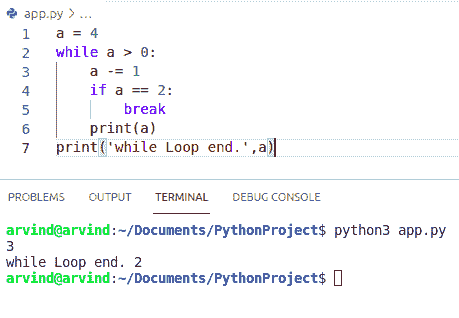 app.py > ...
1 a = 4
2 while a > 0:
3     a -= 1
4     if a == 2:
5         break
6     print(a)
7 print('while Loop end.',a)
PROBLEMS OUTPUT TERMINAL DEBUG CONSOLE
arvind@arvind:~/Documents/PythonProject$ python3 app.py
3
while Loop end. 2
arvind@arvind:~/Documents/PythonProject$